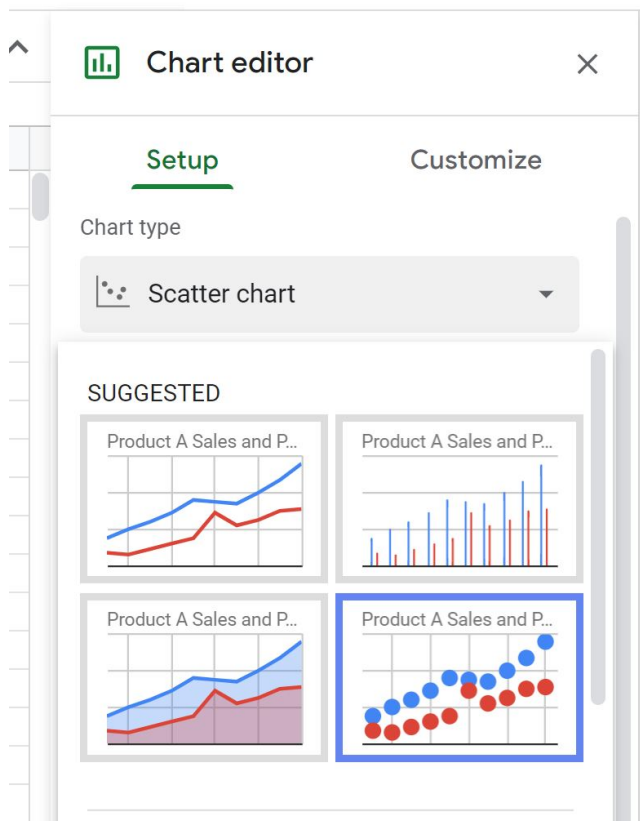 Chart editor
Setup Customize
Chart type
Scatter chart
SUGGESTED
Product A Sales and P...
Product A Sales and P...
Product A Sales and P...
Product A Sales and P...